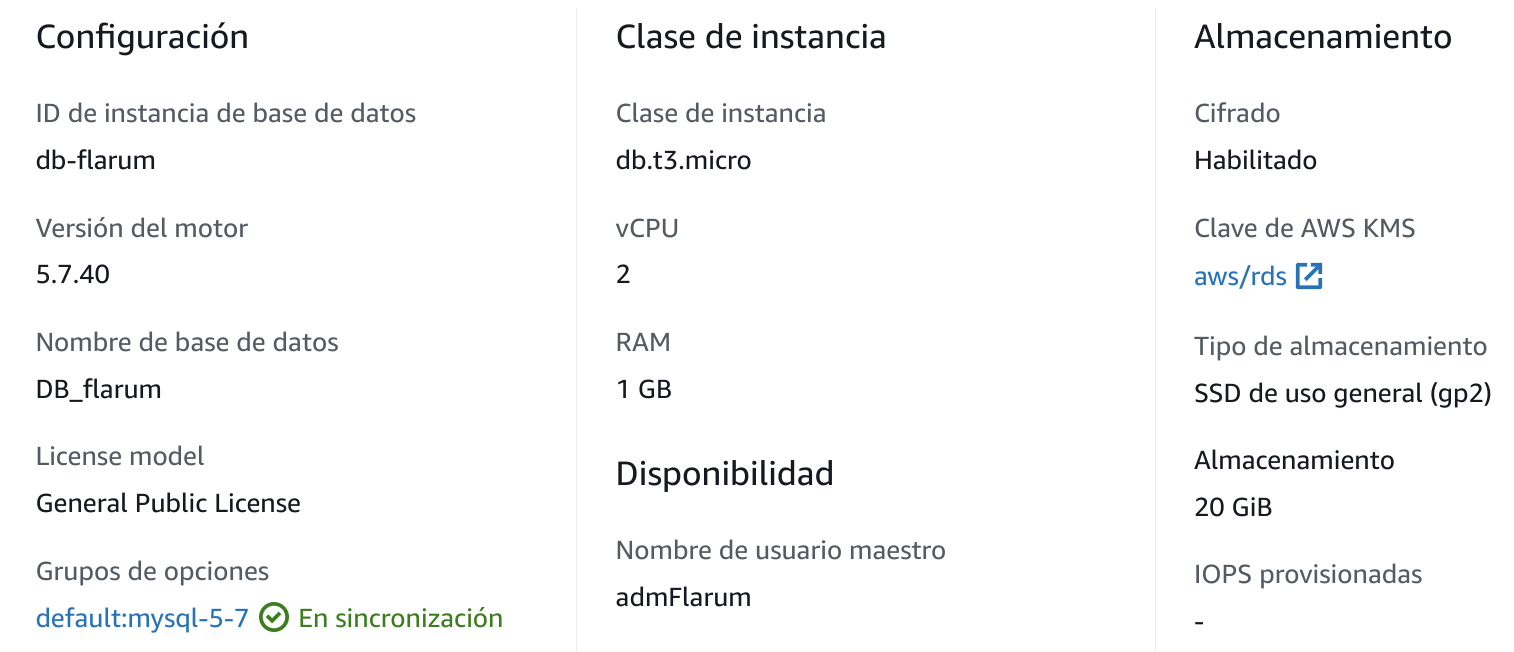 Configuración
ID de instancia de base de datos
db-flarum
Versión del motor
5.7.40
Nombre de base de datos
DB_flarum
License model
General Public License
Grupos de opciones
default:mysql-5-7 En sincronización
Clase de instancia
Clase de instancia
db.t3.micro
vCPU
2
RAM
1 GB
Disponibilidad
Nombre de usuario maestro
admFlarum
Almacenamiento
Cifrado
Habilitado
Clave de AWS KMS
aws/rds
Tipo de almacenamiento
SSD de uso general (gp2)
Almacenamiento
20 GiB
IOPS provisionadas
-